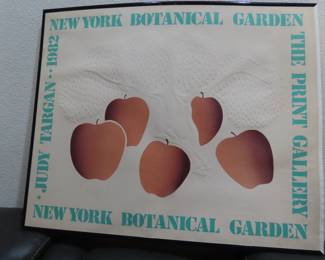 NEW YORK BOTANICAL GARDEN
THE PRINT GALLERY
NEW YORK BOTANICAL GARDEN
• JUDY TARGAN • • 1982